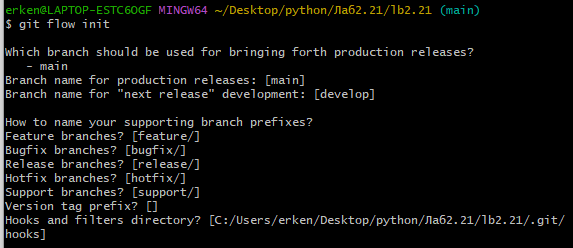 erken@LAPTOP-ESTC6OGF MINGW64 ~/Desktop/python/Лаб2.21/lb2.21 (main)
$ git flow init
Which branch should be used for bringing forth production releases?
- main
Branch name for production releases: [main]
Branch name for "next release" development: [develop]
How to name your supporting branch prefixes?
Feature branches? [feature/]
Bugfix branches? [bugfix/]
Release branches? [release/]
Hotfix branches? [hotfix/]
Support branches? [support/]
Version tag prefix? []
Hooks and filters directory? [C:/Users/erken/Desktop/python/Лаб2.21/lb2.21/.git/
hooks]